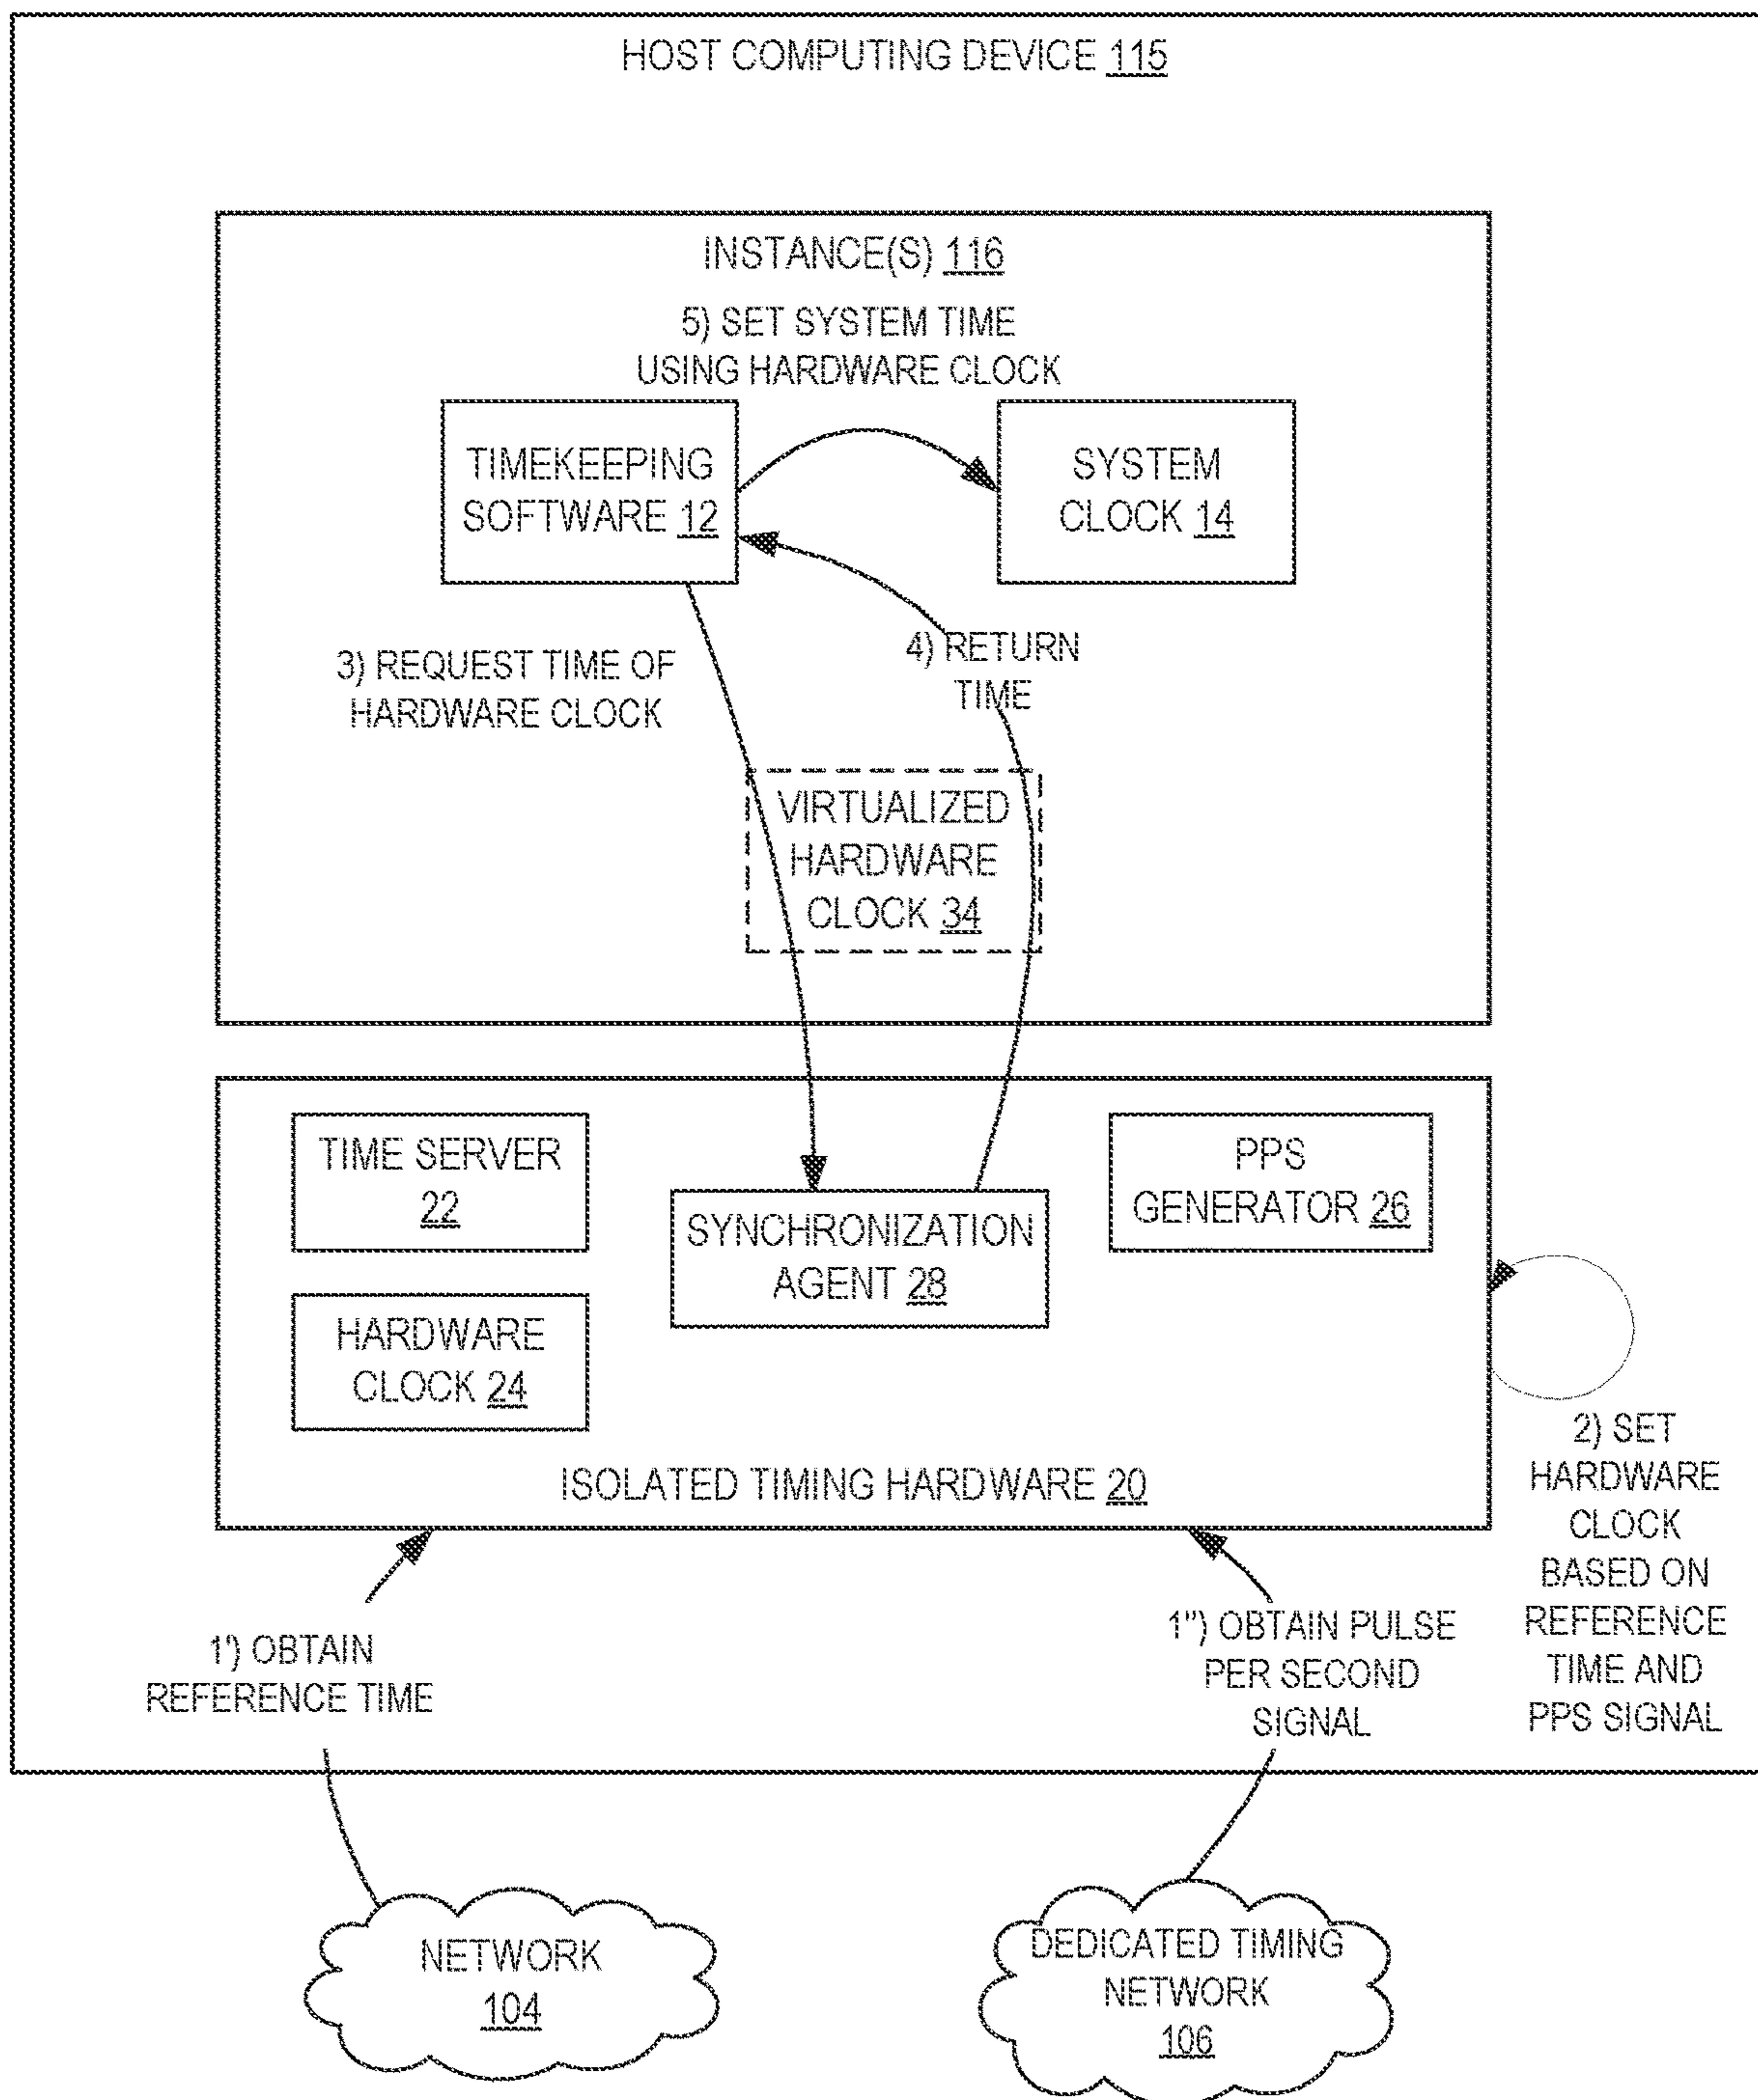 HOST COMPUTING DEVICE 115
INSTANCE(S) 116
5) SET SYSTEM TIME
USING HARDWARE CLOCK
TIMEKEEPING
SOFTWARE 12
SYSTEM
CLOCK 14
3) REQUEST TIME OF
HARDWARE CLOCK
4) RETURN
TIME
VIRTUALIZED
HARDWARE
CLOCK 34
TIME SERVER
22
SYNCHRONIZATION
AGENT 28
PPS
GENERATOR 26
HARDWARE
CLOCK 24
ISOLATED TIMING HARDWARE 20
2) SET
HARDWARE
CLOCK
BASED ON
REFERENCE
TIME AND
PPS SIGNAL
1') OBTAIN
REFERENCE TIME
1'') OBTAIN PULSE
PER SECOND
SIGNAL
NETWORK
104
DEDICATED TIMING
NETWORK
106